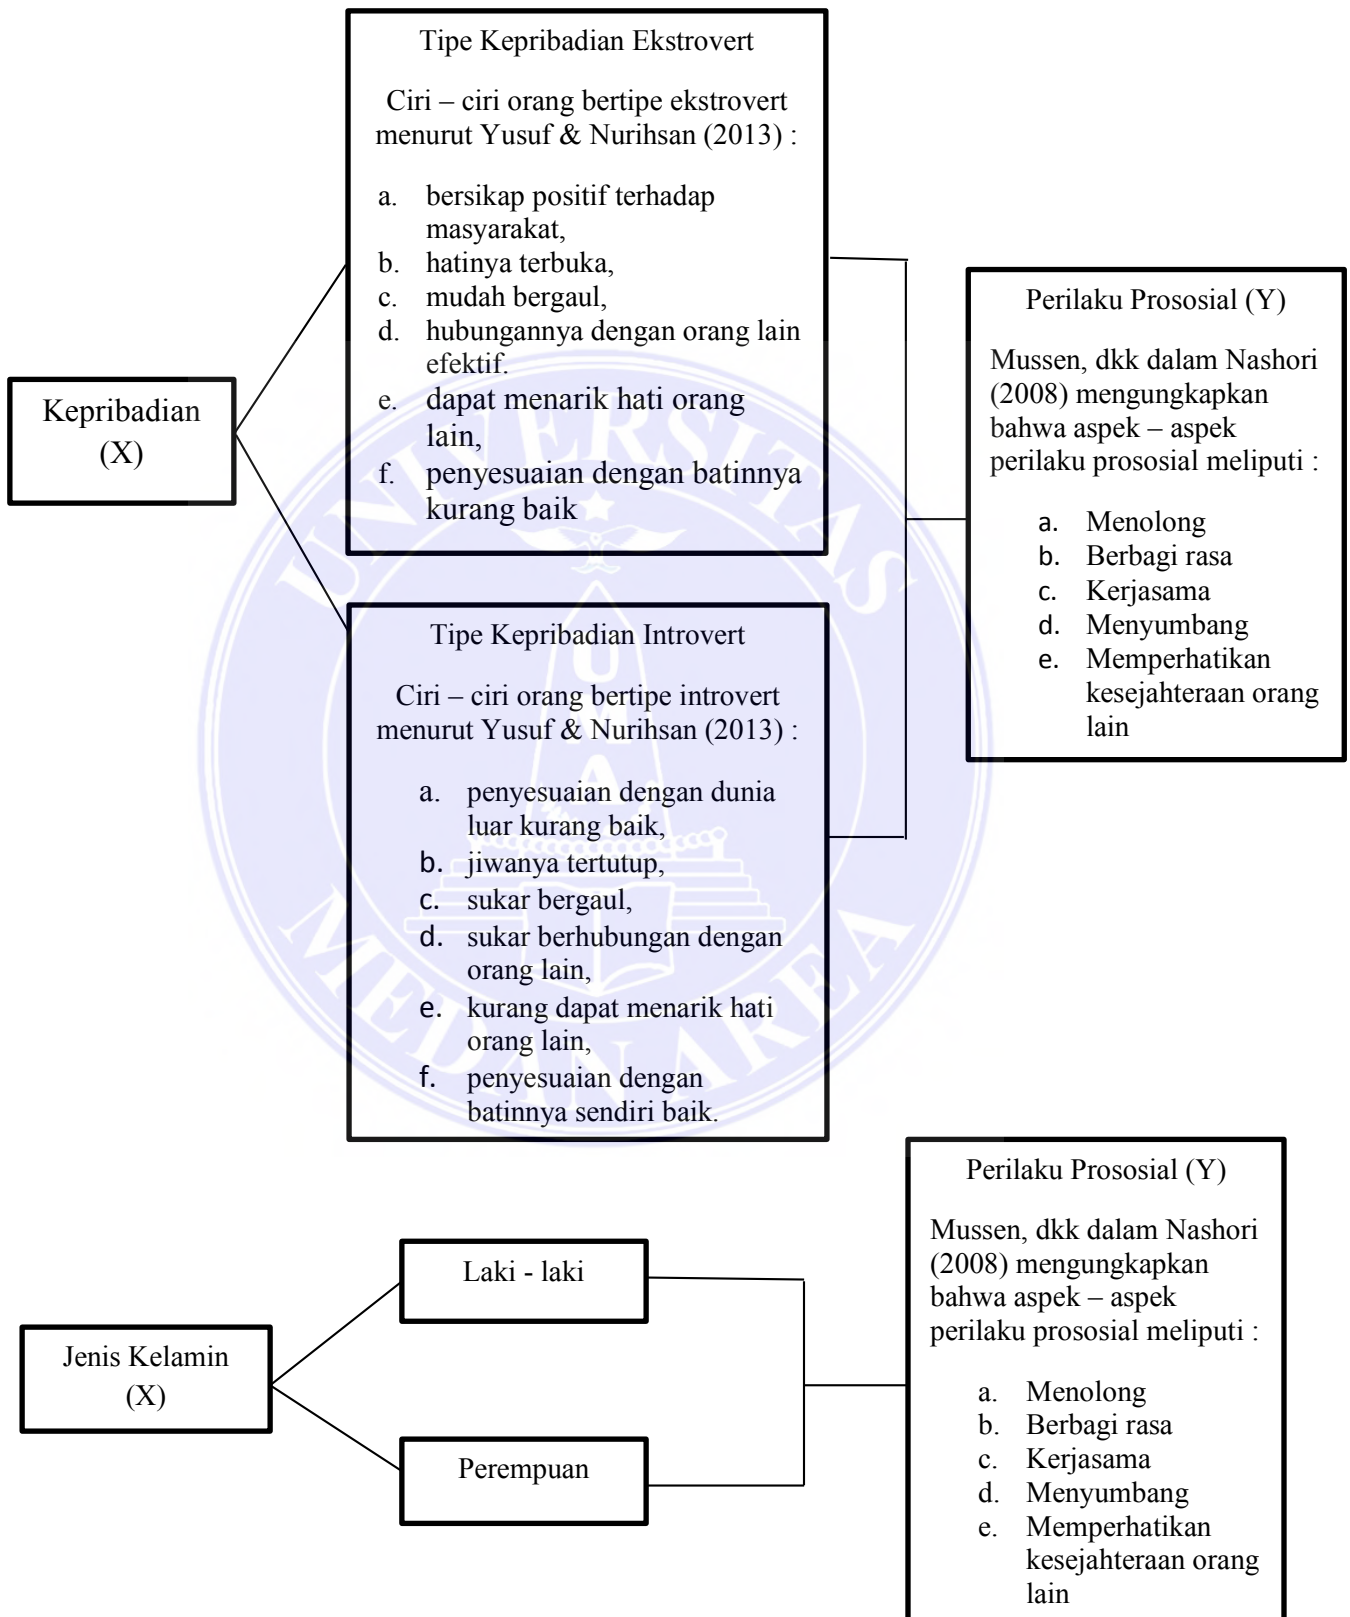 Tipe Kepribadian Ekstrovert
Ciri – ciri orang bertipe ekstrovert
menurut Yusuf & Nurihsan (2013) :
a. bersikap positif terhadap
masyarakat,
b. hatinya terbuka,
c. mudah bergaul,
d. hubungannya dengan orang lain
efektif.
e. dapat menarik hati orang
lain,
f. penyesuaian dengan batinnya
kurang baik
Kepribadian
(X)
Perilaku Prososial (Y)
Mussen, dkk dalam Nashori
(2008) mengungkapkan
bahwa aspek – aspek
perilaku prososial meliputi :
a. Menolong
b. Berbagi rasa
c. Kerjasama
d. Menyumbang
e. Memperhatikan
kesejahteraan orang
lain
Tipe Kepribadian Introvert
Ciri – ciri orang bertipe introvert
menurut Yusuf & Nurihsan (2013) :
a. penyesuaian dengan dunia
luar kurang baik,
b. jiwanya tertutup,
c. sukar bergaul,
d. sukar berhubungan dengan
orang lain,
e. kurang dapat menarik hati
orang lain,
f. penyesuaian dengan
batinnya sendiri baik.
UNIVERSITAS
UMA
MEDAN AREA
Jenis Kelamin
(X)
Laki - laki
Perempuan
Perilaku Prososial (Y)
Mussen, dkk dalam Nashori
(2008) mengungkapkan
bahwa aspek – aspek
perilaku prososial meliputi :
a. Menolong
b. Berbagi rasa
c. Kerjasama
d. Menyumbang
e. Memperhatikan
kesejahteraan orang
lain